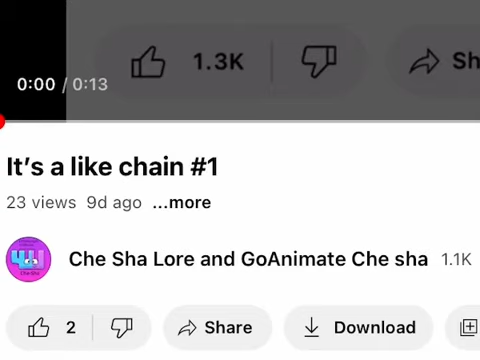 1.3K
Sh
0:00 / 0:13
It's a like chain #1
23 views 9d ago ...more
Che Sha Lore and GoAnimate Che sha 1.1K
2 Share Download